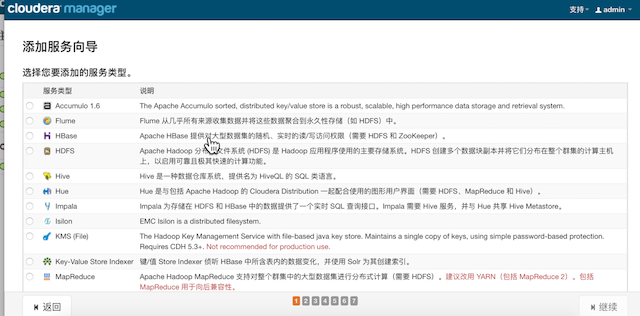 cloudera manager 支持 admin
添加服务向导
选择您要添加的服务类型。
服务类型 说明
Accumulo 1.6 The Apache Accumulo sorted, distributed key/value store is a robust, scalable, high performance data storage and retrieval system.
Flume Flume 从几乎所有来源收集数据并将这些数据聚合到永久性存储（如 HDFS）中。
HBase Apache HBase 提供对大型数据集的随机、实时的读/写访问权限（需要 HDFS 和 ZooKeeper）。
HDFS Apache Hadoop 分布式文件系统 (HDFS) 是 Hadoop 应用程序使用的主要存储系统。HDFS 创建多个数据块副本并将它们分布在整个群集的计算主机
上，以启用可靠且极其快速的计算功能。
Hive Hive 是一种数据仓库系统，提供名为 HiveQL 的 SQL 类语言。
Hue Hue 是与包括 Apache Hadoop 的 Cloudera Distribution 一起配合使用的图形用户界面（需要 HDFS、MapReduce 和 Hive）。
Impala Impala 为存储在 HDFS 和 HBase 中的数据提供了一个实时 SQL 查询接口。Impala 需要 Hive 服务，并与 Hue 共享 Hive Metastore。
Isilon EMC Isilon is a distributed filesystem.
KMS (File) The Hadoop Key Management Service with file-based java key store. Maintains a single copy of keys, using simple password-based protection.
Requires CDH 5.3+. Not recommended for production use.
Key-Value Store Indexer 键/值 Store Indexer 侦听 HBase 中所含表内的数据变化，并使用 Solr 为其创建索引。
MapReduce Apache Hadoop MapReduce 支持对整个群集中的大型数据集进行分布式计算（需要 HDFS）。建议改用 YARN（包括 MapReduce 2）。包括
MapReduce 用于向后兼容性。
返回 1 2 3 4 5 6 7 继续